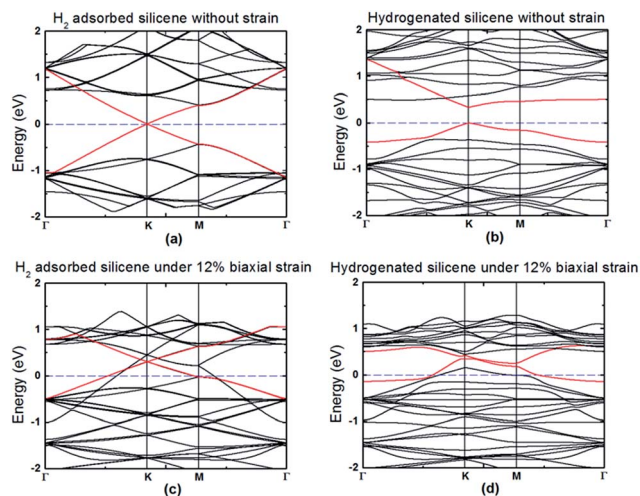 H2 adsorbed silicene without strain
Hydrogenated silicene without strain
Energy (eV)
2
1
0
-1
-2
Γ
K
M
Γ
(a)
Energy (eV)
2
1
0
-1
-2
Γ
K
M
Γ
(b)
H2 adsorbed silicene under 12% biaxial strain
Hydrogenated silicene under 12% biaxial strain
Energy (eV)
2
1
0
-1
-2
Γ
K
M
Γ
(c)
Energy (eV)
2
1
0
-1
-2
Γ
K
M
Γ
(d)